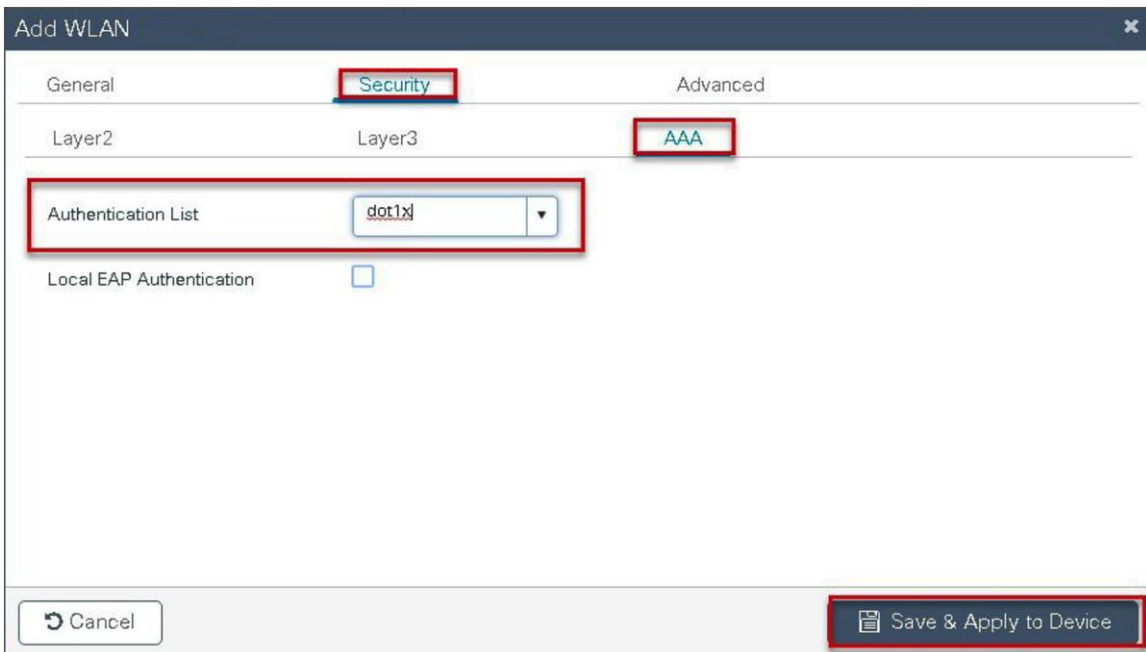 Add WLAN
General Security Advanced
Layer2 Layer3 AAA
Authentication List dot1x
Local EAP Authentication
Cancel Save & Apply to Device